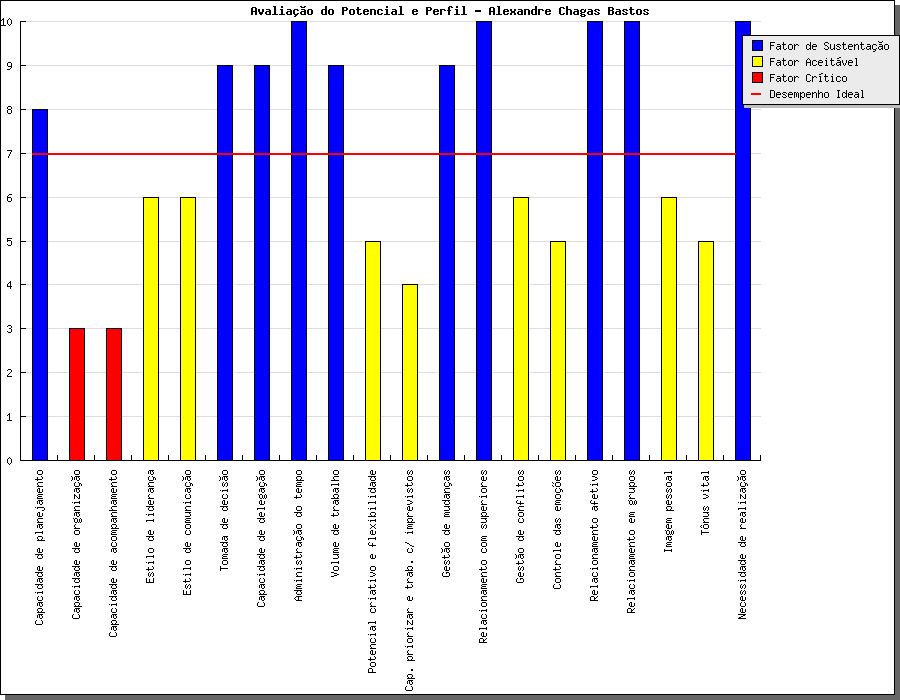 Avaliação do Potencial e Perfil - Alexandre Chagas Bastos
Fator de Sustentação
Fator Aceitável
Fator Crítico
Desempenho Ideal
10
9
8
7
6
5
4
3
2
1
0
Capacidade de planejamento
Capacidade de organização
Capacidade de acompanhamento
Estilo de liderança
Estilo de comunicação
Tomada de decisão
Capacidade de delegação
Administração do tempo
Volume de trabalho
Potencial criativo e flexibilidade
Cap. priorizar e trab. c/ imprevistos
Gestão de mudanças
Relacionamento com superiores
Gestão de conflitos
Controle das emoções
Relacionamento afetivo
Relacionamento em grupos
Imagem pessoal
Tônus vital
Necessidade de realização